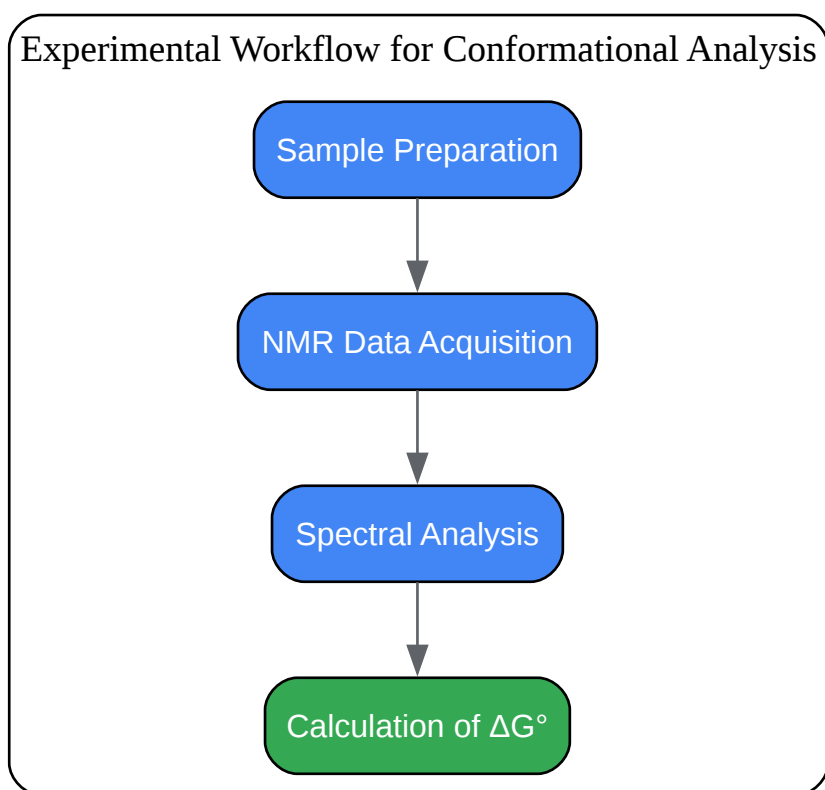 Experimental Workflow for Conformational Analysis
Sample Preparation
NMR Data Acquisition
Spectral Analysis
Calculation of ΔG°